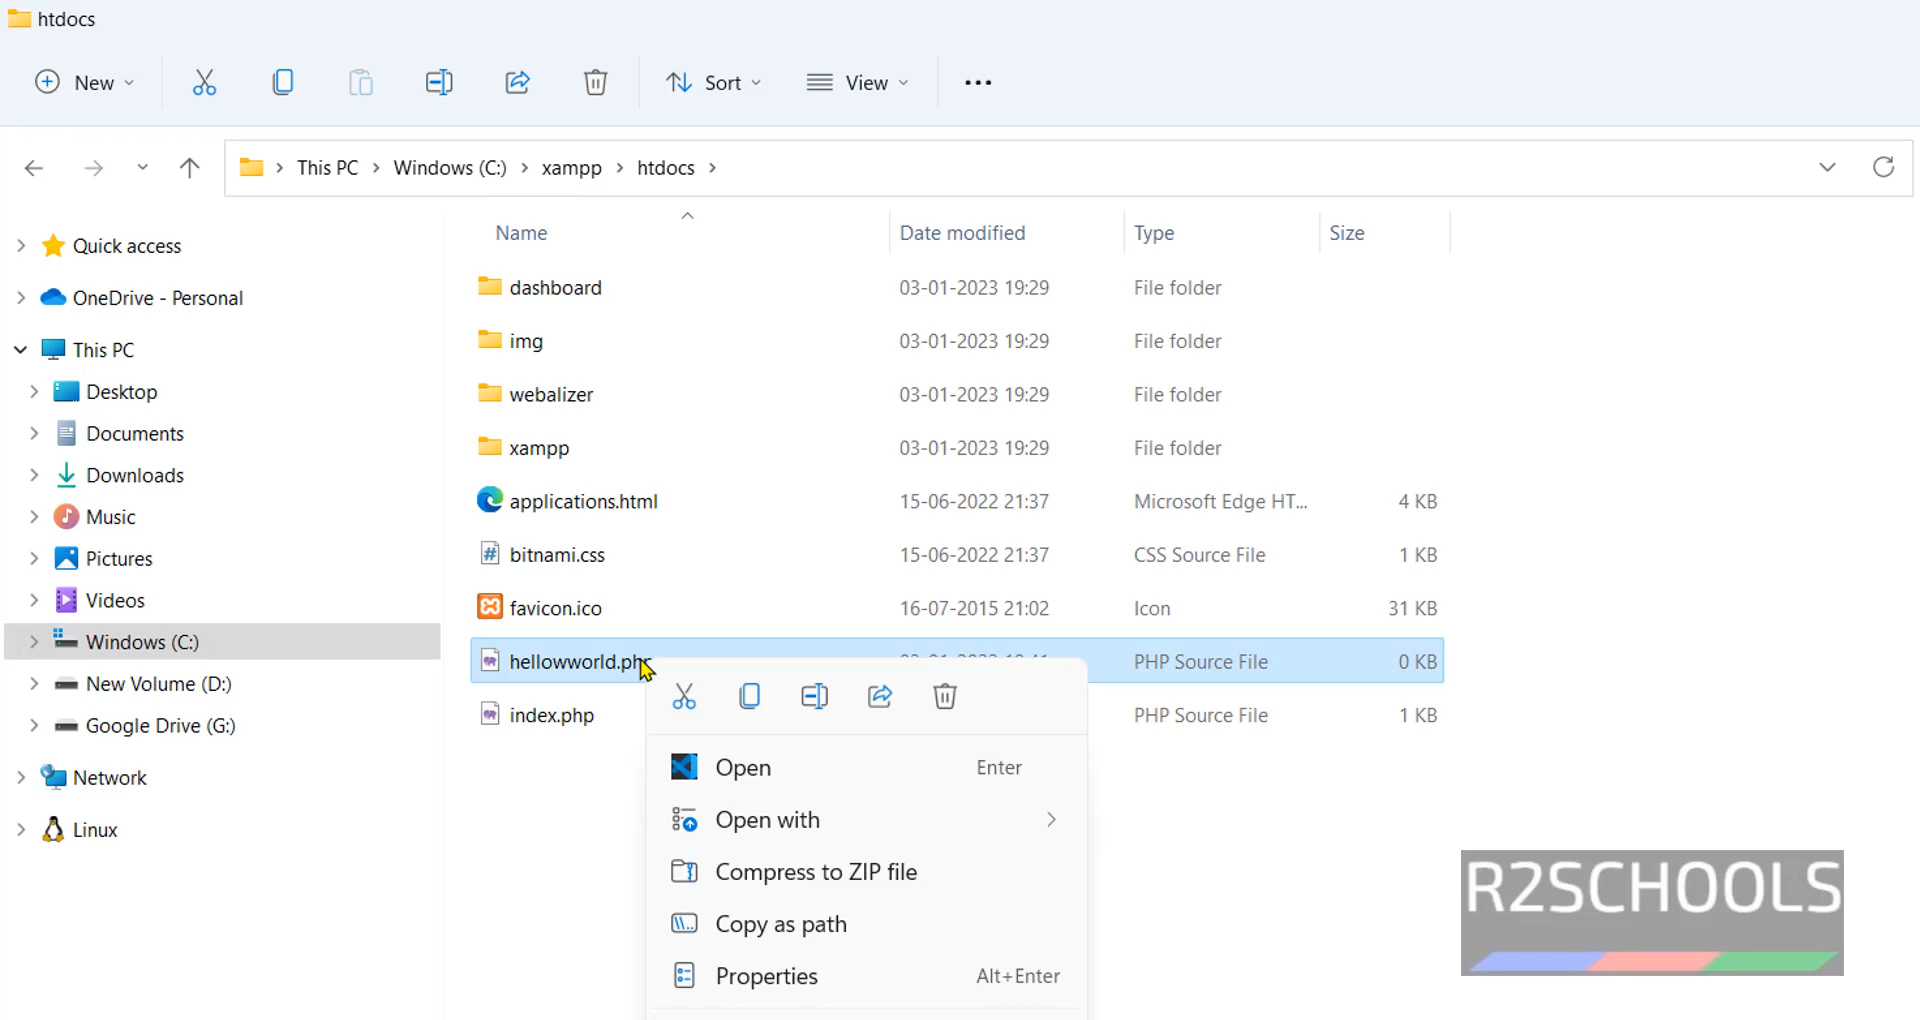 htdocs
New
Sort
View
This PC
Windows (C:)
xampp
htdocs
Name
Date modified
Type
Size
Quick access
OneDrive - Personal
This PC
Desktop
Documents
Downloads
Music
Pictures
Videos
Windows (C:)
New Volume (D:)
Google Drive (G:)
Network
Linux
dashboard 03-01-2023 19:29 File folder
img 03-01-2023 19:29 File folder
webalizer 03-01-2023 19:29 File folder
xampp 03-01-2023 19:29 File folder
applications.html 15-06-2022 21:37 Microsoft Edge HT... 4 KB
bitnami.css 15-06-2022 21:37 CSS Source File 1 KB
favicon.ico 16-07-2015 21:02 Icon 31 KB
hellowworld.php PHP Source File 0 KB
index.php PHP Source File 1 KB
Open Enter
Open with
Compress to ZIP file
Copy as path
Properties Alt+Enter
R2SCHOOLS